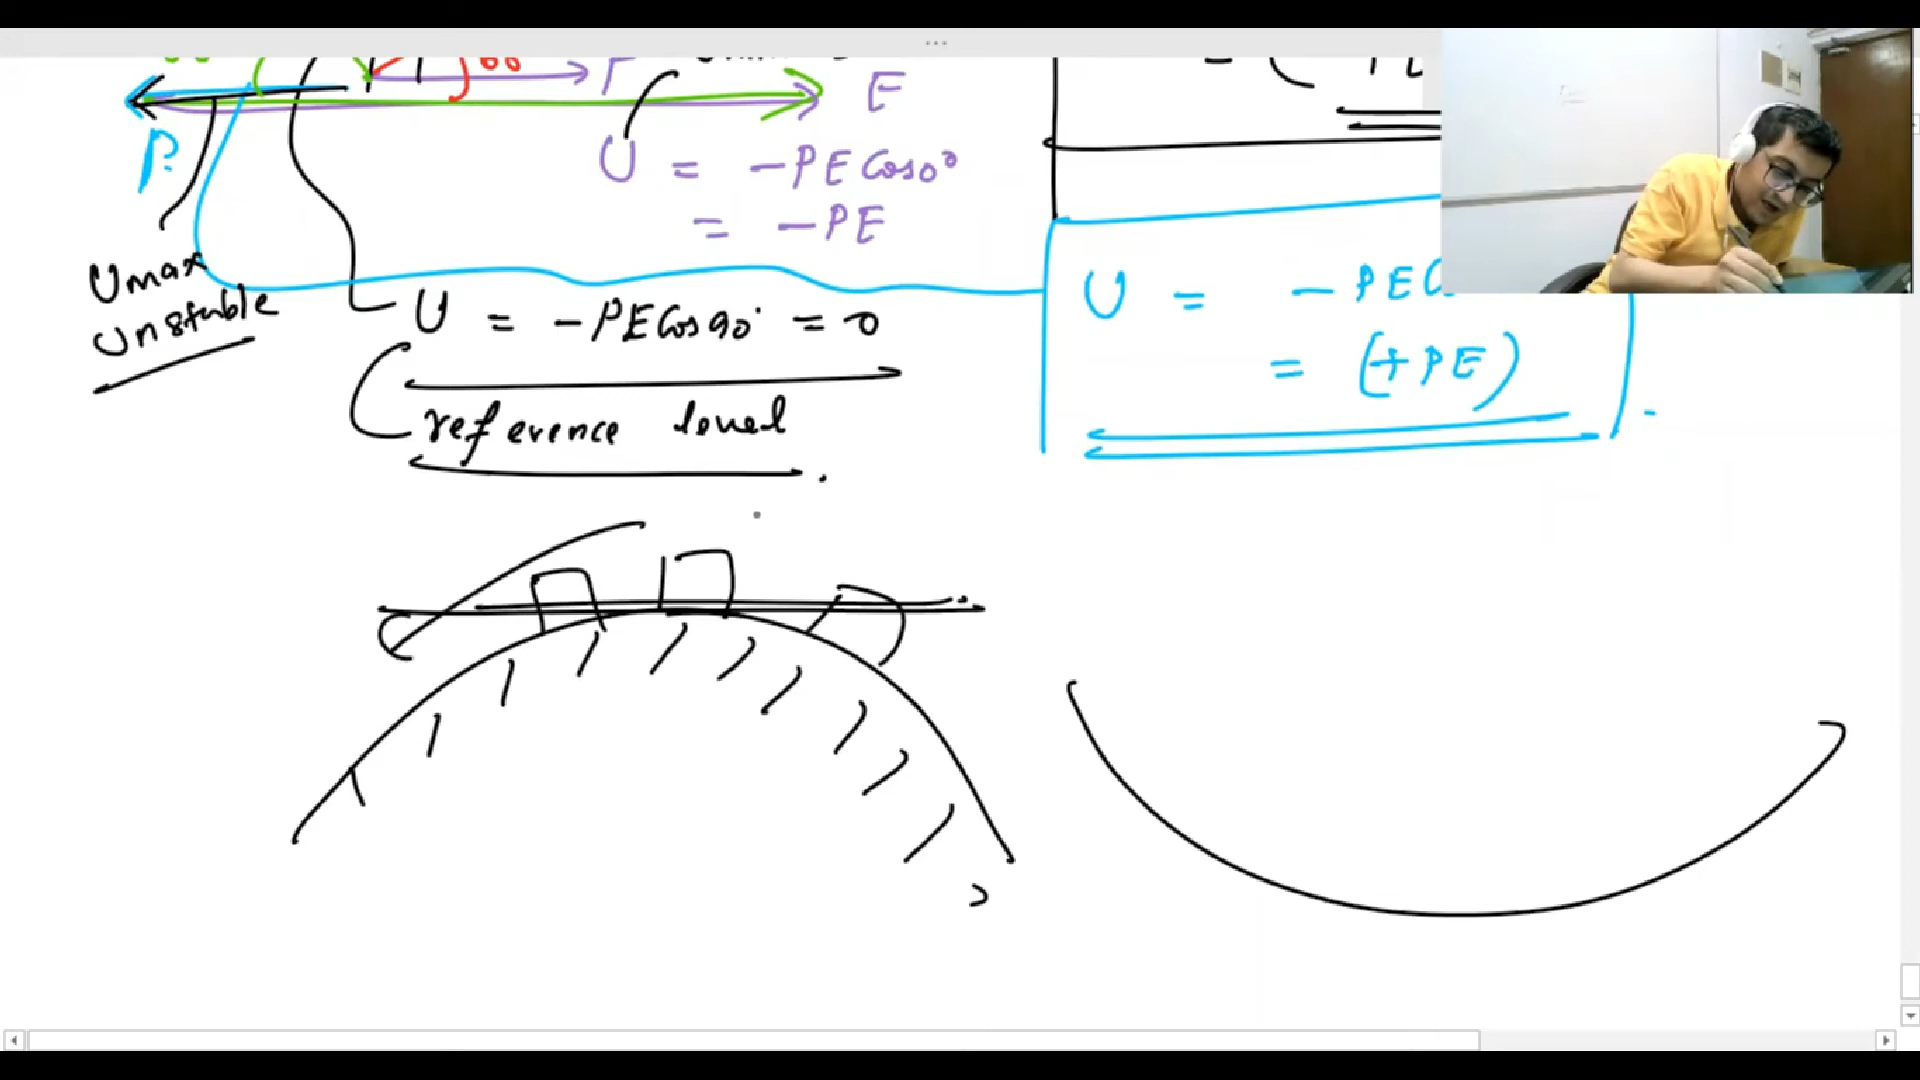 E
P
U = -PE Cos0°
= -PE
Umax
Unstable
U = -PE Cos90° = 0
reference level
U = -PE
= (+PE)